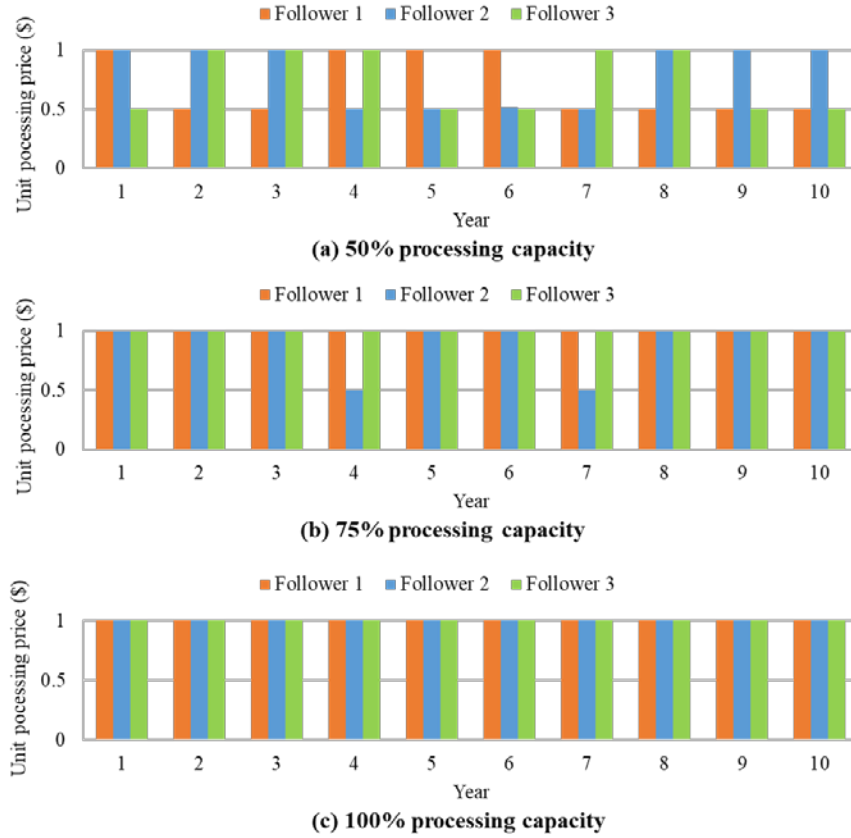 Follower 1 Follower 2 Follower 3
Unit pocessing price ($)
1
0.5
0
1 2 3 4 5 6 7 8 9 10
Year
(a) 50% processing capacity
Follower 1 Follower 2 Follower 3
Unit pocessing price ($)
1
0.5
0
1 2 3 4 5 6 7 8 9 10
Year
(b) 75% processing capacity
Follower 1 Follower 2 Follower 3
Unit pocessing price ($)
1
0.5
0
1 2 3 4 5 6 7 8 9 10
Year
(c) 100% processing capacity